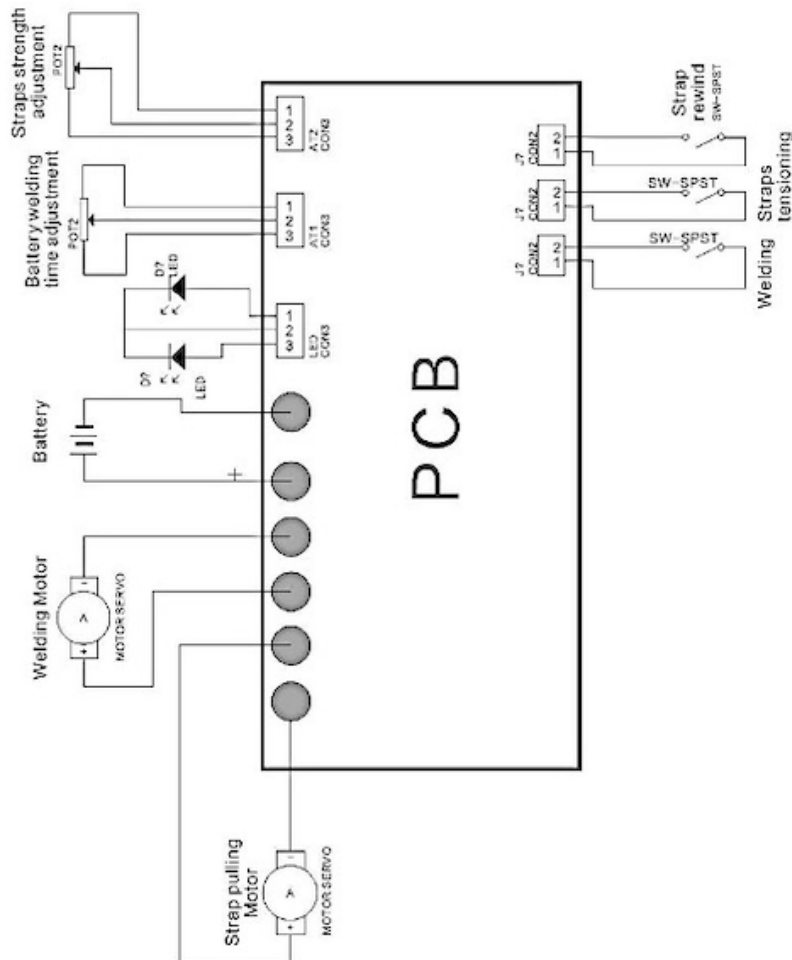 Straps strength
adjustment
POT2
1
2
3
AT2
CON3
Battery welding
time adjustment
POT2
1
2
3
AT1
CON3
D?
LED
K
K
D?
K
K
LED
1
2
3
LED
CON3
Battery
+
Welding Motor
-
A
+
MOTOR SERVO
Strap pulling
Motor
-
A
+
MOTOR SERVO
PCB
J?
CON2
2
1
Strap
rewind
SW-SPST
J?
CON2
2
1
SW-SPST
Straps
tensioning
J?
CON2
2
1
SW-SPST
Welding